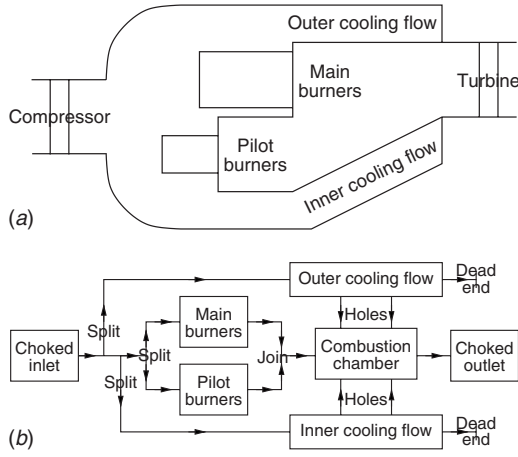 Outer cooling flow
Main
burners
Compressor
Turbine
Pilot
burners
Inner cooling flow
(a)
Outer cooling flow
Dead
end
Main
burners
Holes
Split
Choked
inlet
Split
Join
Combustion
chamber
Choked
outlet
Split
Pilot
burners
Holes
Inner cooling flow
Dead
end
(b)